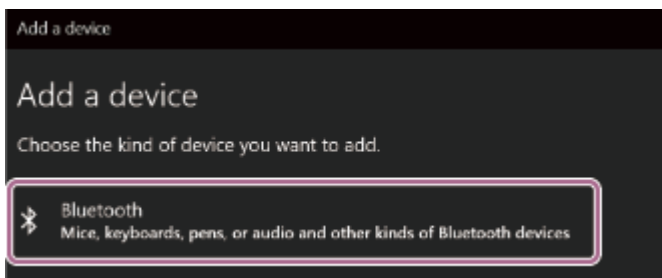 Add a device
Add a device
Choose the kind of device you want to add.
Bluetooth
Mice, keyboards, pens, or audio and other kinds of Bluetooth devices